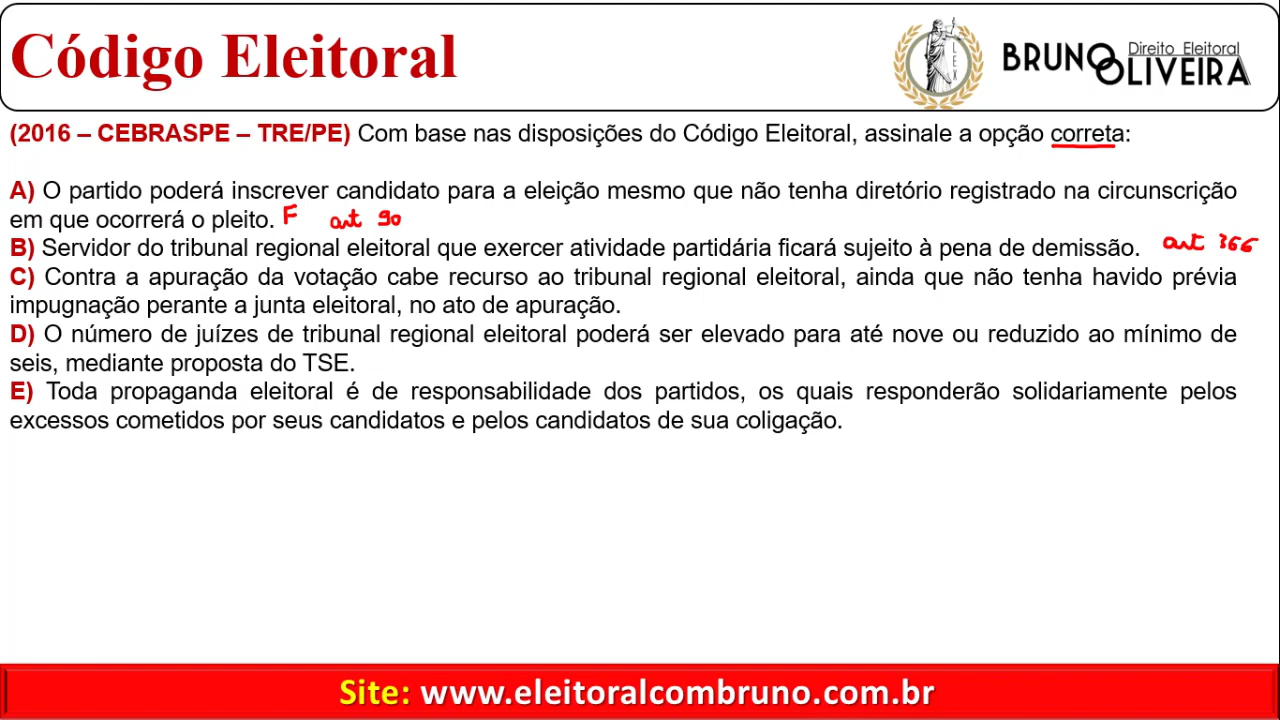 Código Eleitoral
LEX
BRUNO OLIVEIRA
Direito Eleitoral
(2016 – CEBRASPE – TRE/PE) Com base nas disposições do Código Eleitoral, assinale a opção correta:
A) O partido poderá inscrever candidato para a eleição mesmo que não tenha diretório registrado na circunscrição
em que ocorrerá o pleito. F art 90
B) Servidor do tribunal regional eleitoral que exercer atividade partidária ficará sujeito à pena de demissão. art 366
C) Contra a apuração da votação cabe recurso ao tribunal regional eleitoral, ainda que não tenha havido prévia
impugnação perante a junta eleitoral, no ato de apuração.
D) O número de juízes de tribunal regional eleitoral poderá ser elevado para até nove ou reduzido ao mínimo de
seis, mediante proposta do TSE.
E) Toda propaganda eleitoral é de responsabilidade dos partidos, os quais responderão solidariamente pelos
excessos cometidos por seus candidatos e pelos candidatos de sua coligação.
Site: www.eleitoralcombruno.com.br